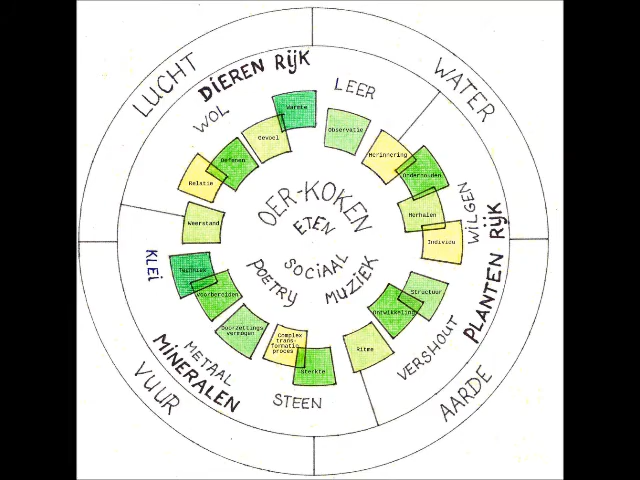 LUCHT
WATER
AARDE
VUUR
DIEREN RIJK
WOL
LEER
WILGEN
PLANTEN RIJK
VERSHOUT
STEEN
METAAL
MINERALEN
KLEI
Warmte
Observatie
Herinnering
Onderhouden
Herhalen
Individu
Structuur
Ontwikkeling
Ritme
Sterkte
Complex
trans-
formatie
proces
Doorzettings
vermogen
Voorbereiden
Techniek
Weerstand
Relatie
Oefenen
Gevoel
OER-KOKEN
ETEN
SOCIAAL
POETRY
MUZIEK